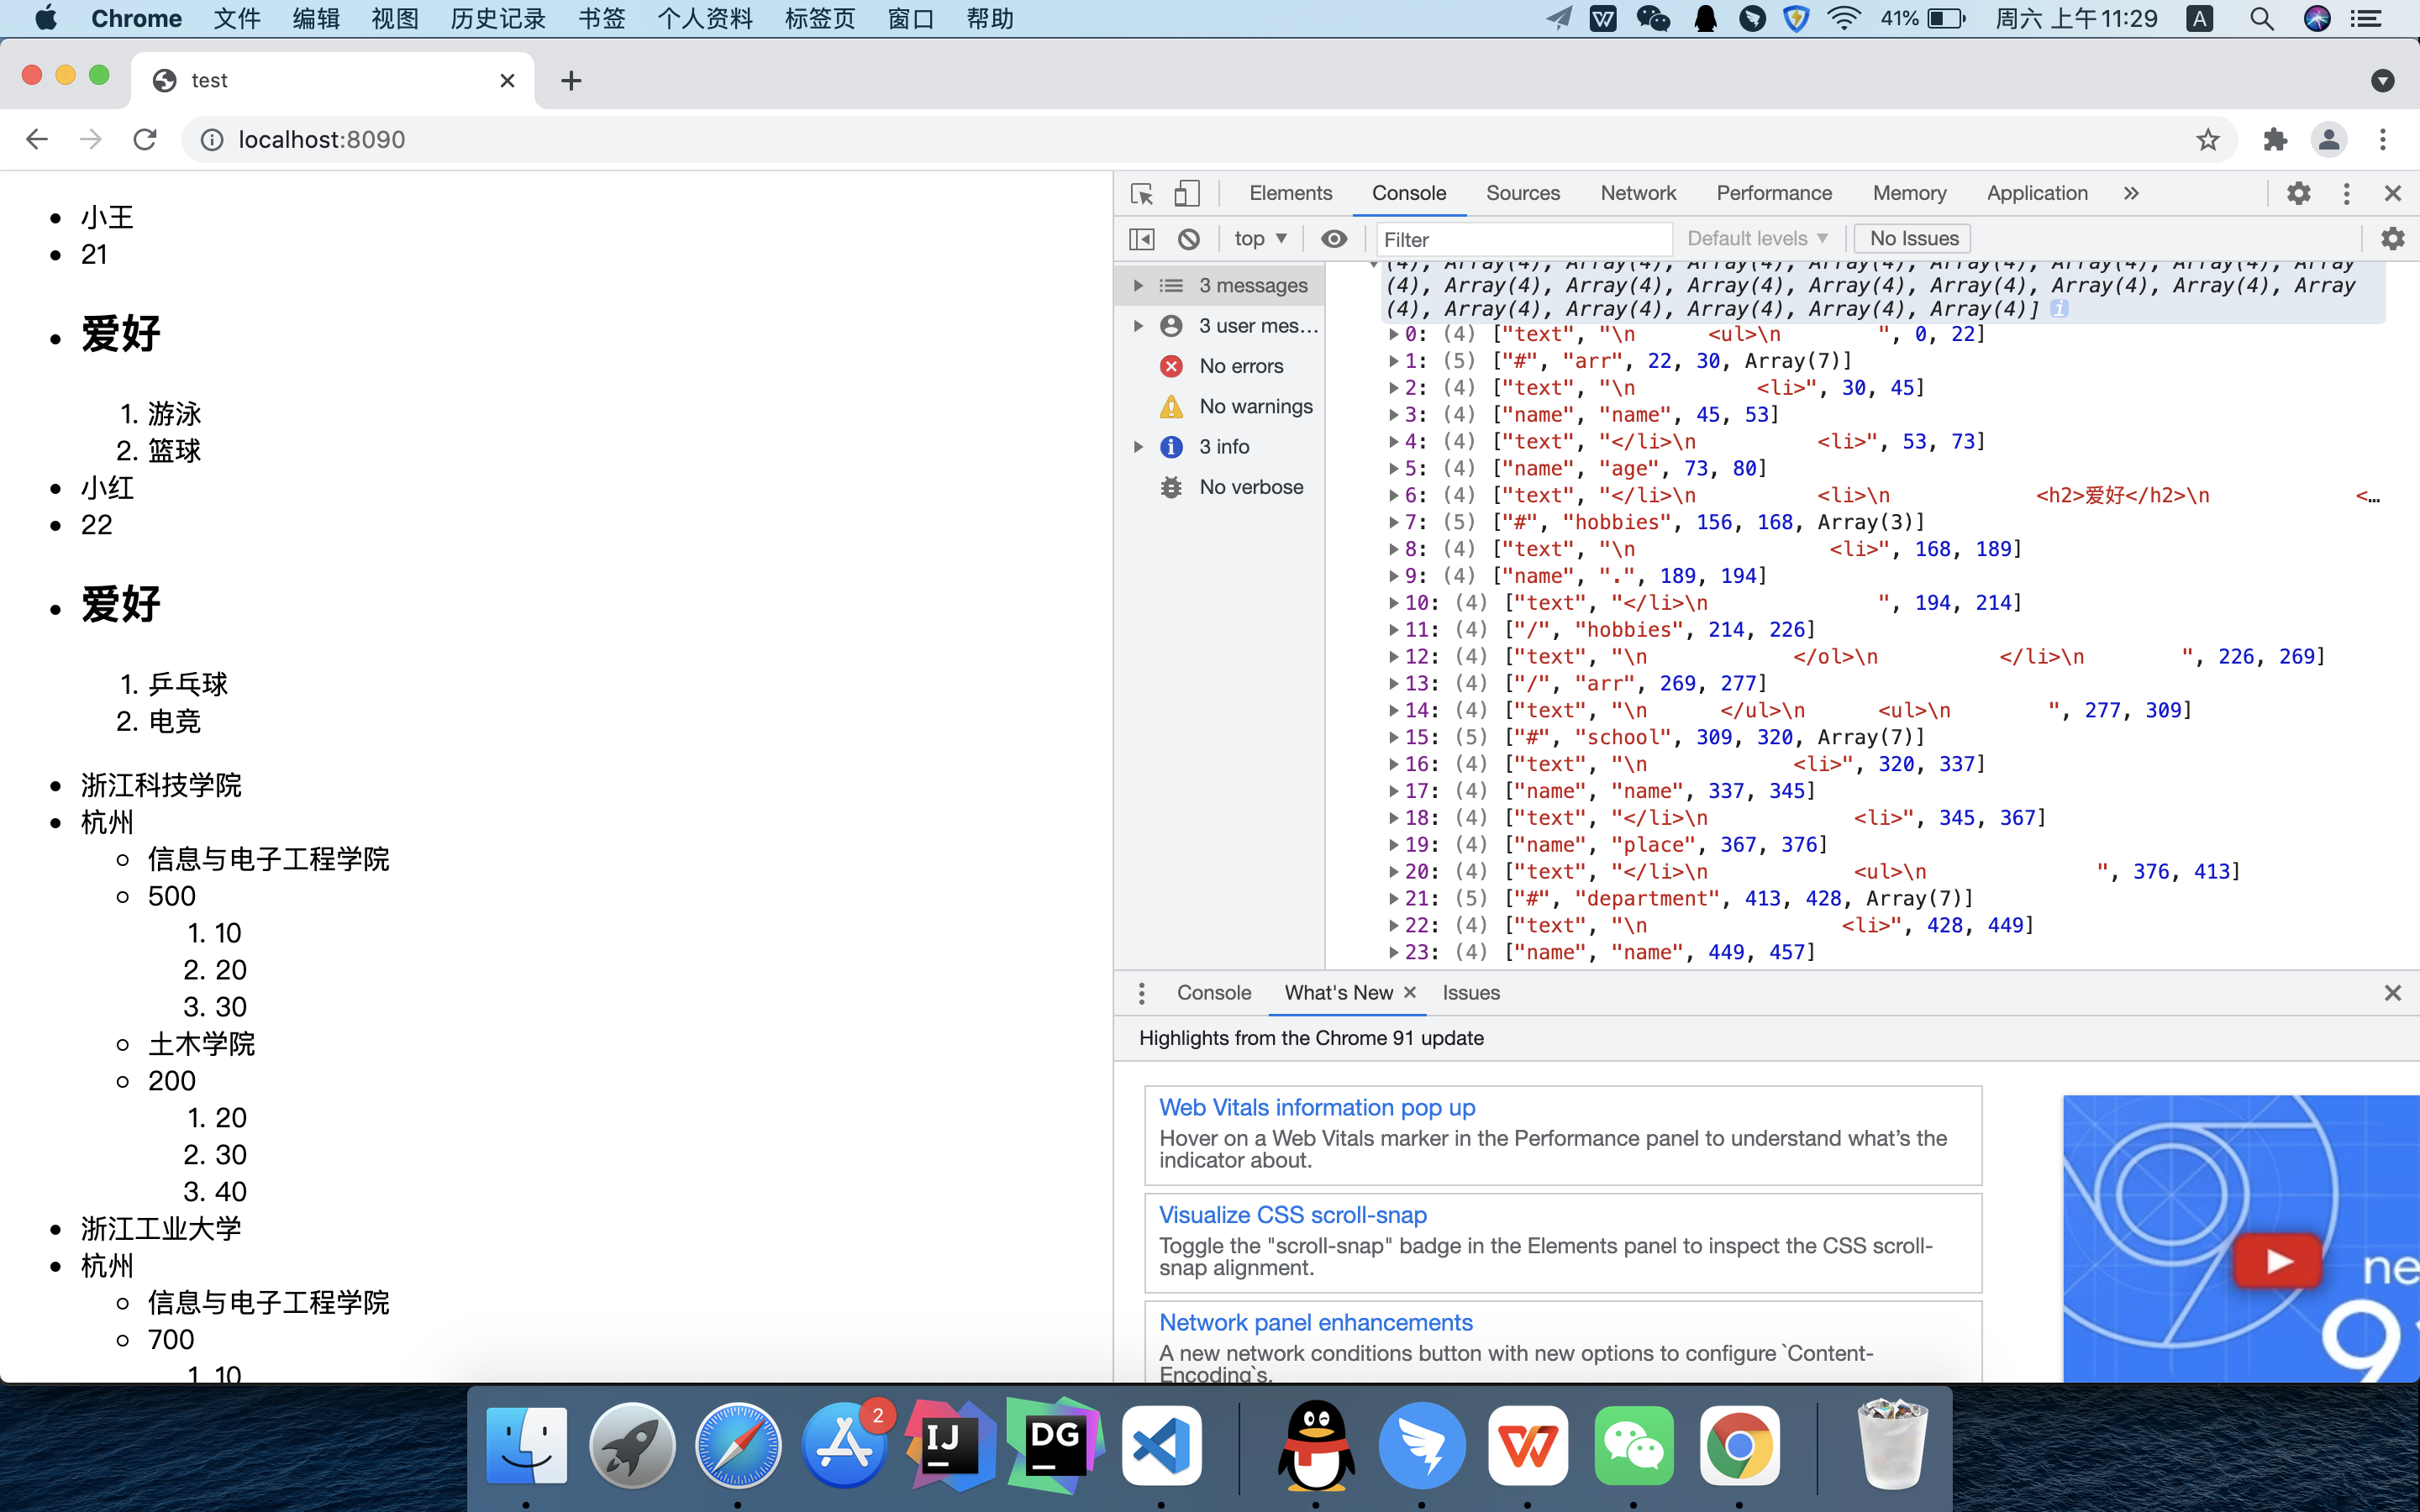 Chrome 文件 编辑 视图 历史记录 书签 个人资料 标签页 窗口 帮助 41% 周六 上午11:29 A
test
localhost:8090
小王
21
爱好
1. 游泳
2. 篮球
小红
22
爱好
1. 乒乓球
2. 电竞
浙江科技学院
杭州
信息与电子工程学院
500
1. 10
2. 20
3. 30
土木学院
200
1. 20
2. 30
3. 40
浙江工业大学
杭州
信息与电子工程学院
700
1. 10
Elements Console Sources Network Performance Memory Application
top ▼ Filter Default levels ▼ No Issues
3 messages
3 user mes...
No errors
No warnings
3 info
No verbose
(4), Array(4), Array(4), Array(4), Array(4), Array(4), Array(4), Array(4), Array
(4), Array(4), Array(4), Array(4), Array(4), Array(4), Array(4), Array(4), Array
(4), Array(4), Array(4), Array(4), Array(4), Array(4)] i
0: (4) ["text", "\n      <ul>\n        ", 0, 22]
1: (5) ["#", "arr", 22, 30, Array(7)]
2: (4) ["text", "\n          <li>", 30, 45]
3: (4) ["name", "name", 45, 53]
4: (4) ["text", "</li>\n          <li>", 53, 73]
5: (4) ["name", "age", 73, 80]
6: (4) ["text", "</li>\n          <li>\n            <h2>爱好</h2>\n            <…
7: (5) ["#", "hobbies", 156, 168, Array(3)]
8: (4) ["text", "\n                <li>", 168, 189]
9: (4) ["name", ".", 189, 194]
10: (4) ["text", "</li>\n              ", 194, 214]
11: (4) ["/", "hobbies", 214, 226]
12: (4) ["text", "\n            </ol>\n          </li>\n        ", 226, 269]
13: (4) ["/", "arr", 269, 277]
14: (4) ["text", "\n      </ul>\n      <ul>\n        ", 277, 309]
15: (5) ["#", "school", 309, 320, Array(7)]
16: (4) ["text", "\n            <li>", 320, 337]
17: (4) ["name", "name", 337, 345]
18: (4) ["text", "</li>\n            <li>", 345, 367]
19: (4) ["name", "place", 367, 376]
20: (4) ["text", "</li>\n            <ul>\n              ", 376, 413]
21: (5) ["#", "department", 413, 428, Array(7)]
22: (4) ["text", "\n                <li>", 428, 449]
23: (4) ["name", "name", 449, 457]
Console What's New Issues
Highlights from the Chrome 91 update
Web Vitals information pop up
Hover on a Web Vitals marker in the Performance panel to understand what’s the
indicator about.
Visualize CSS scroll-snap
Toggle the "scroll-snap" badge in the Elements panel to inspect the CSS scroll-
snap alignment.
Network panel enhancements
A new network conditions button with new options to configure `Content-
Encoding`s.
ne
9
2
IJ
DG